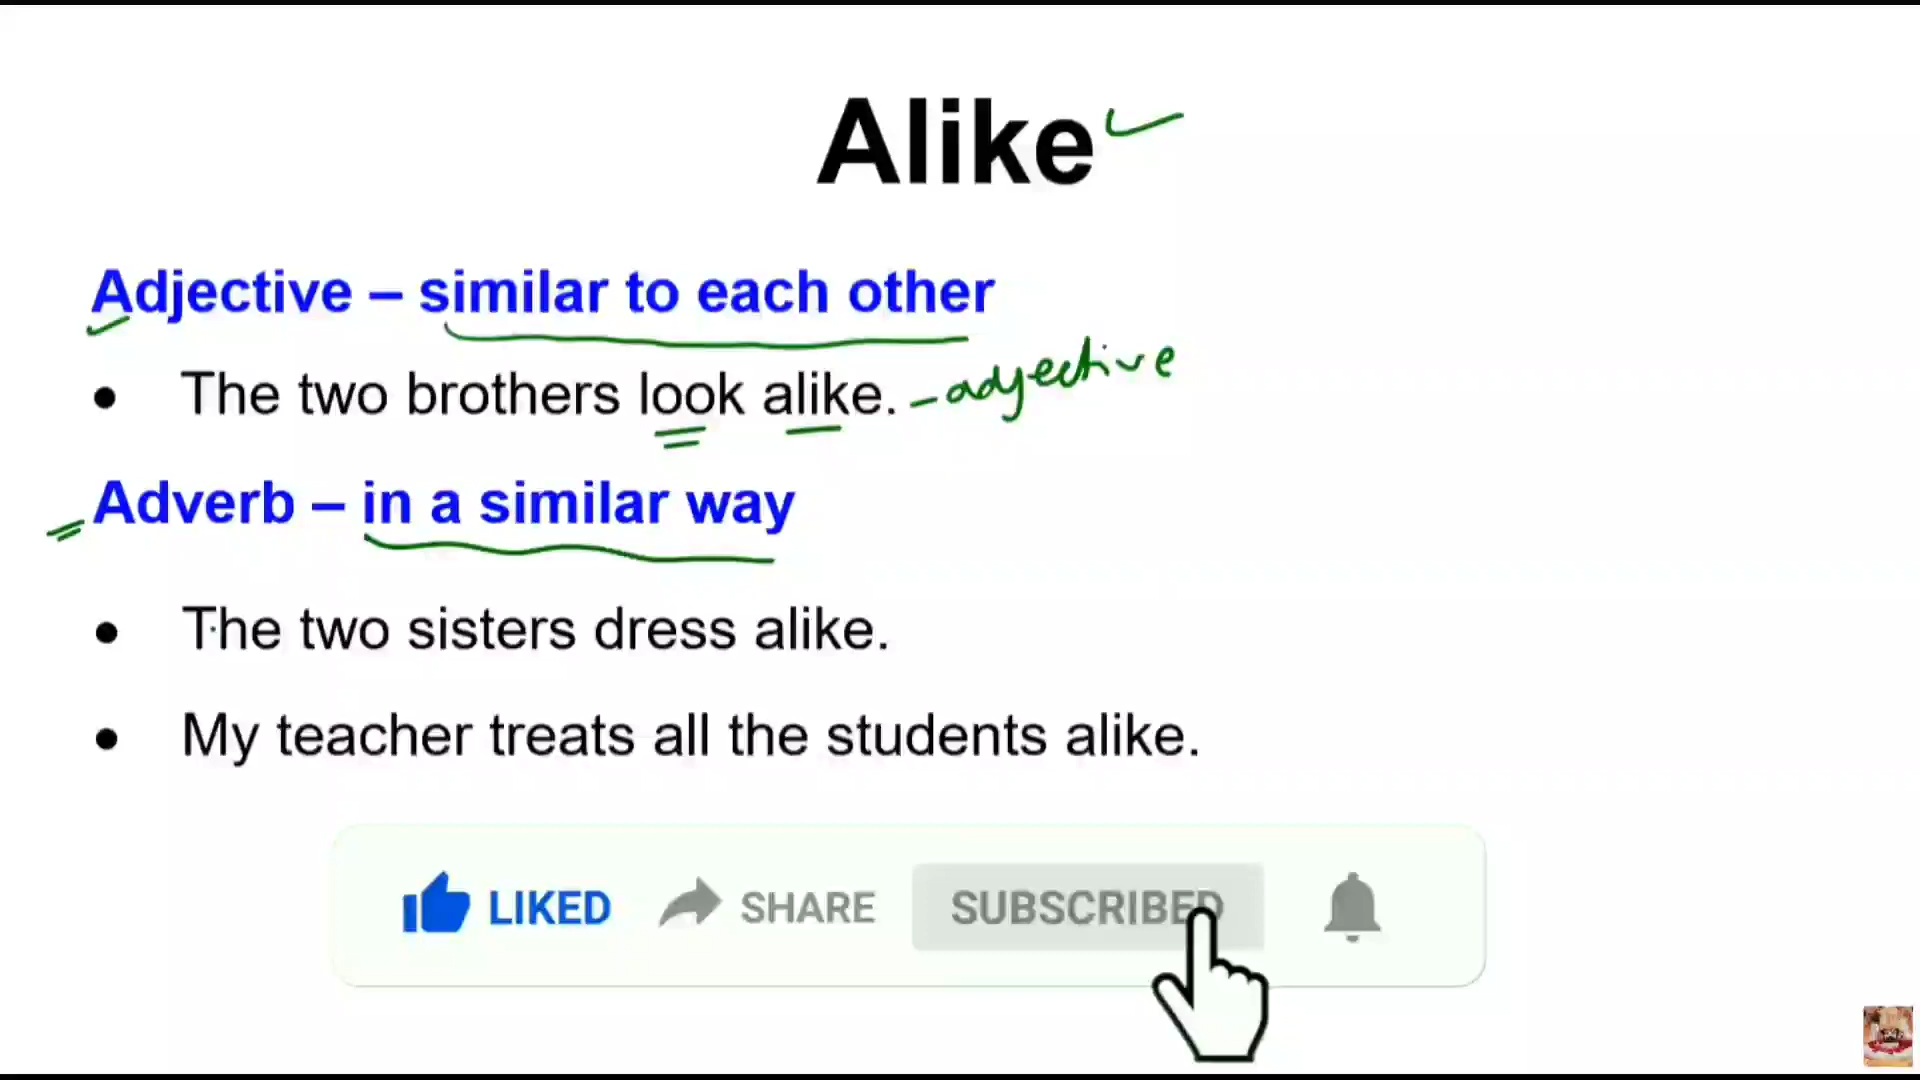 Alike
Adjective – similar to each other
• The two brothers look alike. – adjective
Adverb – in a similar way
• The two sisters dress alike.
• My teacher treats all the students alike.
LIKED SHARE SUBSCRIBED